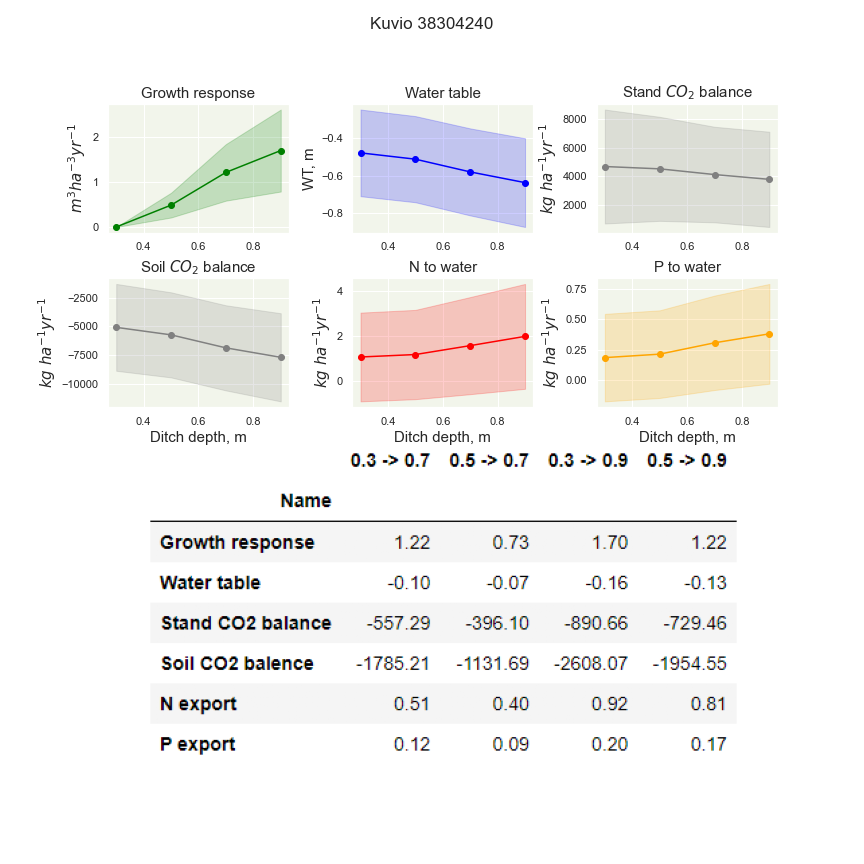 Kuvio 38304240
Growth response
Water table
Stand CO₂ balance
m³ha⁻³yr⁻¹
2
1
0
0.4 0.6 0.8
WT, m
−0.4
−0.6
−0.8
0.4 0.6 0.8
kg ha⁻¹yr⁻¹
8000
6000
4000
2000
0.4 0.6 0.8
Soil CO₂ balance
N to water
P to water
kg ha⁻¹yr⁻¹
−2500
−5000
−7500
−10000
0.4 0.6 0.8
Ditch depth, m
kg ha⁻¹yr⁻¹
4
2
0
0.4 0.6 0.8
Ditch depth, m
kg ha⁻¹yr⁻¹
0.75
0.50
0.25
0.00
0.4 0.6 0.8
Ditch depth, m
0.3 -> 0.7 0.5 -> 0.7 0.3 -> 0.9 0.5 -> 0.9
Name
Growth response 1.22 0.73 1.70 1.22
Water table -0.10 -0.07 -0.16 -0.13
Stand CO2 balance -557.29 -396.10 -890.66 -729.46
Soil CO2 balence -1785.21 -1131.69 -2608.07 -1954.55
N export 0.51 0.40 0.92 0.81
P export 0.12 0.09 0.20 0.17